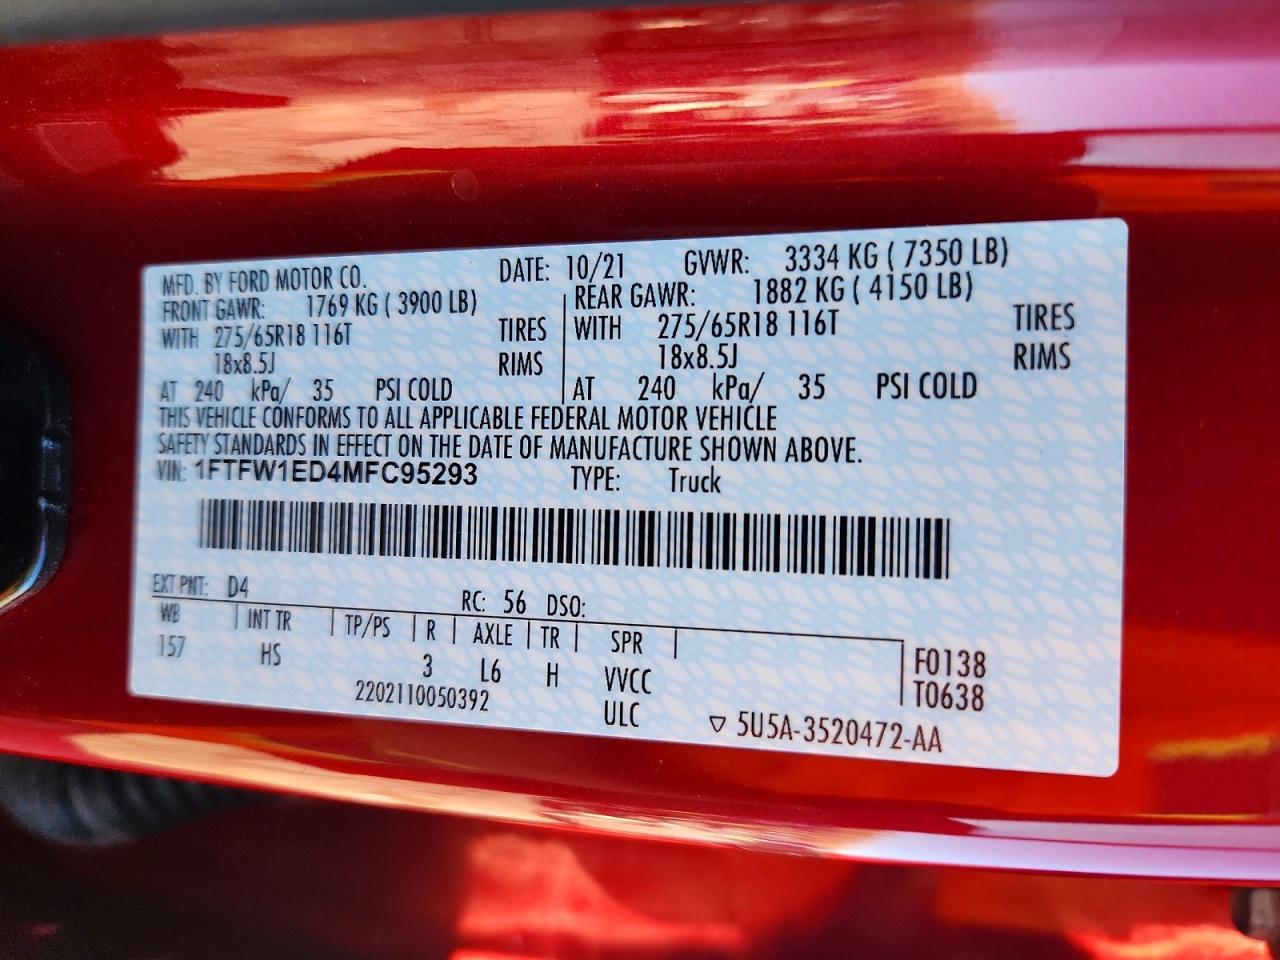 MFD. BY FORD MOTOR CO. DATE: 10/21 GVWR: 3334 KG ( 7350 LB)
FRONT GAWR: 1769 KG ( 3900 LB) REAR GAWR: 1882 KG ( 4150 LB)
WITH 275/65R18 116T TIRES WITH 275/65R18 116T TIRES
18x8.5J RIMS 18x8.5J RIMS
AT 240 kPa/ 35 PSI COLD AT 240 kPa/ 35 PSI COLD
THIS VEHICLE CONFORMS TO ALL APPLICABLE FEDERAL MOTOR VEHICLE
SAFETY STANDARDS IN EFFECT ON THE DATE OF MANUFACTURE SHOWN ABOVE.
VIN: 1FTFW1ED4MFC95293 TYPE: Truck
EXT PNT: D4 RC: 56 DSO:
WB INT TR TP/PS R AXLE TR SPR F0138
157 HS 3 L6 H VVCC T0638
2202110050392 ULC ▽ 5U5A-3520472-AA